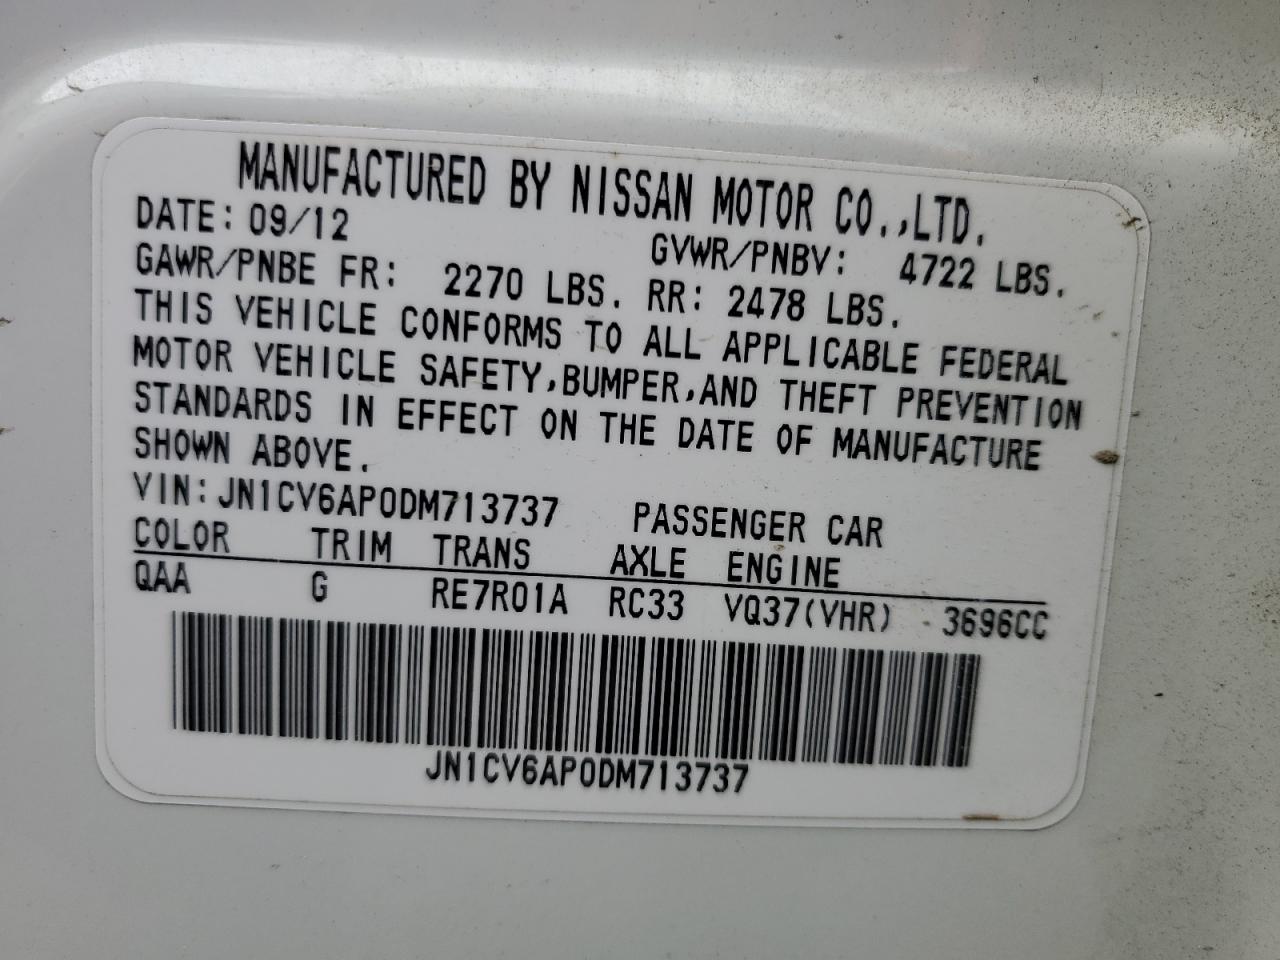 MANUFACTURED BY NISSAN MOTOR CO.,LTD.
DATE: 09/12 GVWR/PNBV: 4722 LBS.
GAWR/PNBE FR: 2270 LBS. RR: 2478 LBS.
THIS VEHICLE CONFORMS TO ALL APPLICABLE FEDERAL
MOTOR VEHICLE SAFETY,BUMPER,AND THEFT PREVENTION
STANDARDS IN EFFECT ON THE DATE OF MANUFACTURE
SHOWN ABOVE.
VIN:JN1CV6AP0DM713737 PASSENGER CAR
COLOR TRIM TRANS AXLE ENGINE
QAA G RE7R01A RC33 VQ37(VHR) 3696CC
JN1CV6AP0DM713737